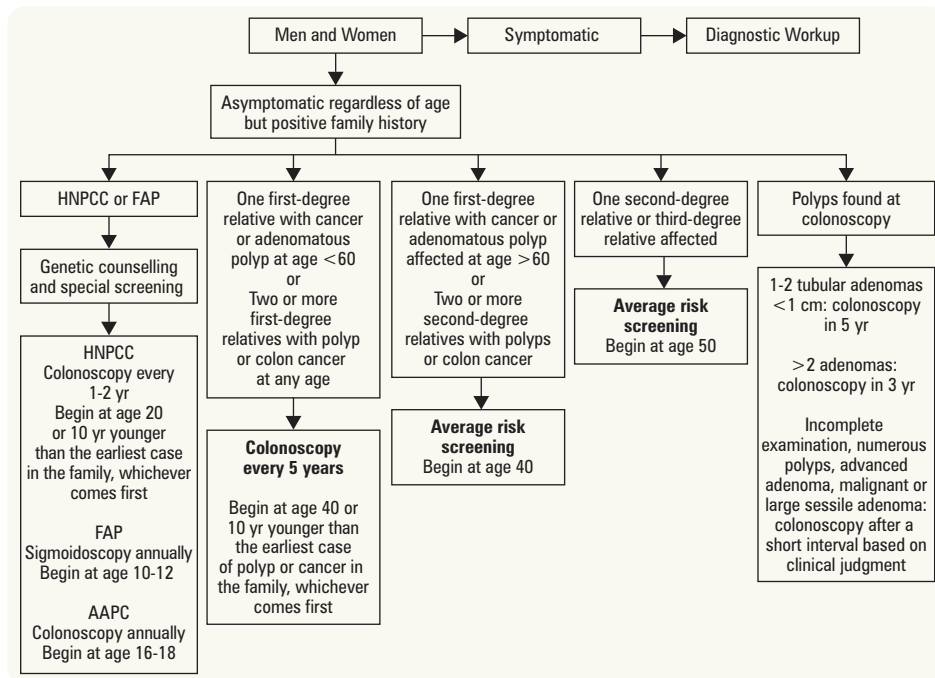 Men and Women
Symptomatic
Diagnostic Workup
Asymptomatic regardless of age
but positive family history
HNPCC or FAP
Genetic counselling
and special screening
HNPCC
Colonoscopy every
1-2 yr
Begin at age 20
or 10 yr younger
than the earliest case
in the family, whichever
comes first
FAP
Sigmoidoscopy annually
Begin at age 10-12
AAPC
Colonoscopy annually
Begin at age 16-18
One first-degree
relative with cancer
or adenomatous
polyp at age <60
or
Two or more
first-degree
relatives with polyp
or colon cancer
at any age
Colonoscopy
every 5 years
Begin at age 40 or
10 yr younger than
the earliest case
of polyp or cancer in
the family, whichever
comes first
One first-degree
relative with cancer or
adenomatous polyp
affected at age >60
or
Two or more
second-degree
relatives with polyps
or colon cancer
Average risk
screening
Begin at age 40
One second-degree
relative or third-degree
relative affected
Average risk
screening
Begin at age 50
Polyps found at
colonoscopy
1-2 tubular adenomas
<1 cm: colonoscopy
in 5 yr
>2 adenomas:
colonoscopy in 3 yr
Incomplete
examination, numerous
polyps, advanced
adenoma, malignant or
large sessile adenoma:
colonoscopy after a
short interval based on
clinical judgment